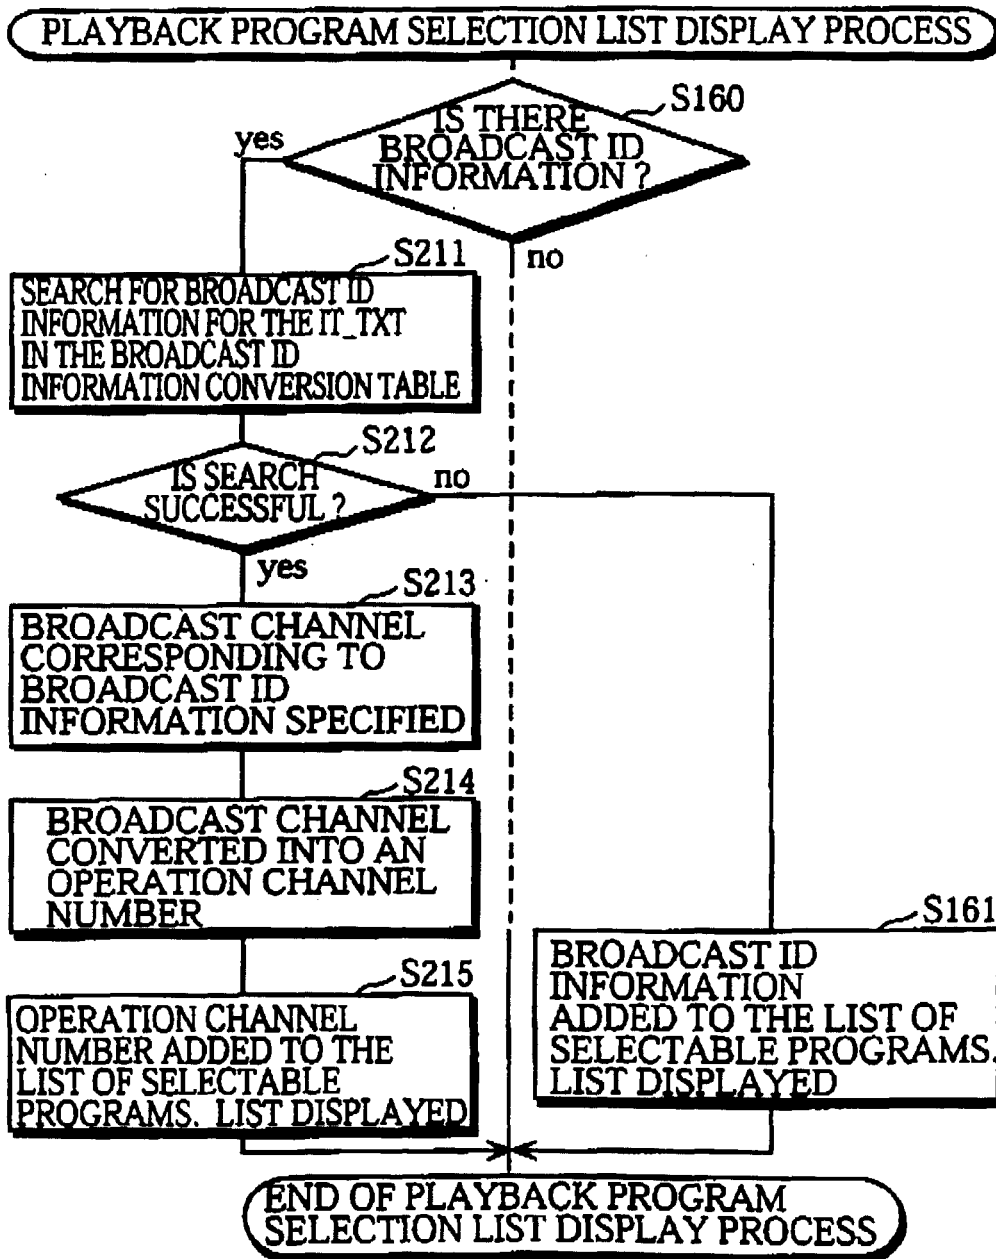 PLAYBACK PROGRAM SELECTION LIST DISPLAY PROCESS
S160
IS THERE
BROADCAST ID
INFORMATION ?
yes
no
S211
SEARCH FOR BROADCAST ID
INFORMATION FOR THE IT_TXT
IN THE BROADCAST ID
INFORMATION CONVERSION TABLE
S212
IS SEARCH
SUCCESSFUL ?
no
yes
S213
BROADCAST CHANNEL
CORRESPONDING TO
BROADCAST ID
INFORMATION SPECIFIED
S214
BROADCAST CHANNEL
CONVERTED INTO AN
OPERATION CHANNEL
NUMBER
S215
OPERATION CHANNEL
NUMBER ADDED TO THE
LIST OF SELECTABLE
PROGRAMS. LIST DISPLAYED
S161
BROADCAST ID
INFORMATION
ADDED TO THE LIST OF
SELECTABLE PROGRAMS.
LIST DISPLAYED
END OF PLAYBACK PROGRAM
SELECTION LIST DISPLAY PROCESS